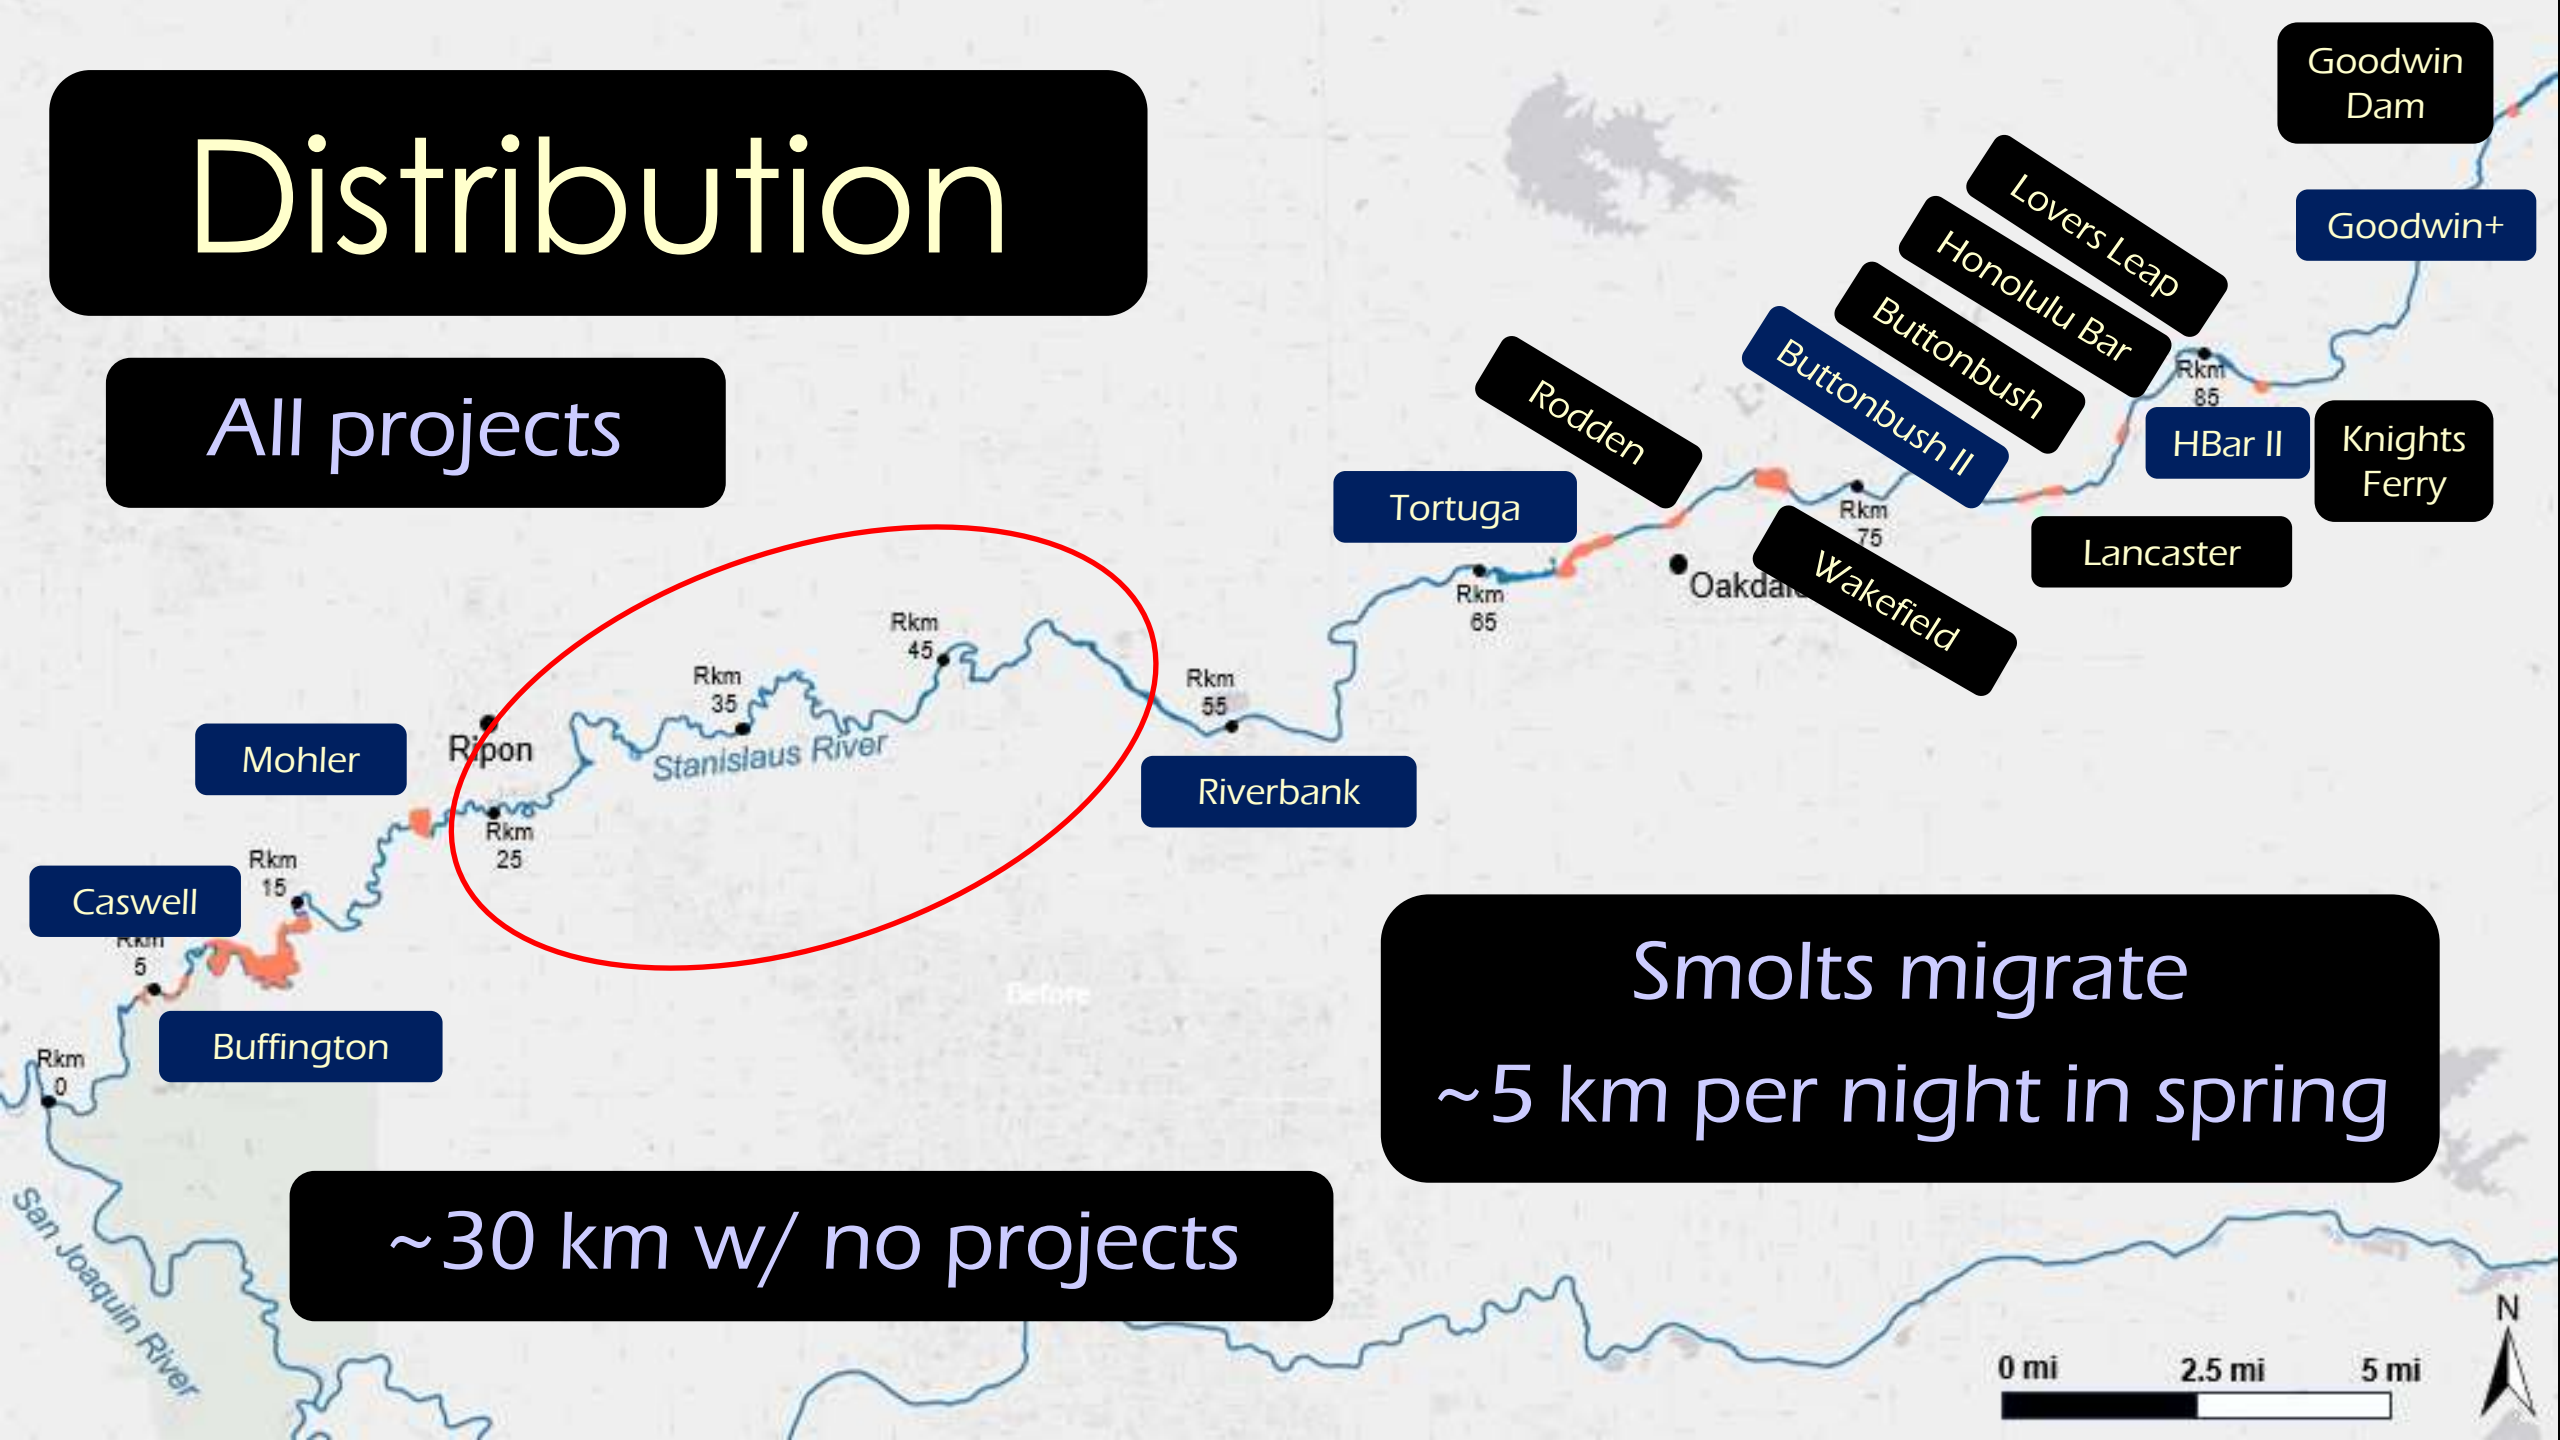 Distribution
All projects
Goodwin
Dam
Goodwin+
Lovers Leap
Honolulu Bar
Buttonbush
Buttonbush II
Rodden
Rkm
85
HBar II
Knights
Ferry
Tortuga
Rkm
75
Lancaster
Wakefield
Rkm
65
Rkm
45
Rkm
35
Rkm
55
Stanislaus River
Riverbank
Mohler
Ripon
Rkm
25
Rkm
15
Caswell
Rkm
5
Buffington
Rkm
0
Before
Smolts migrate
~5 km per night in spring
~30 km w/ no projects
San Joaquin River
N
0 mi 2.5 mi 5 mi